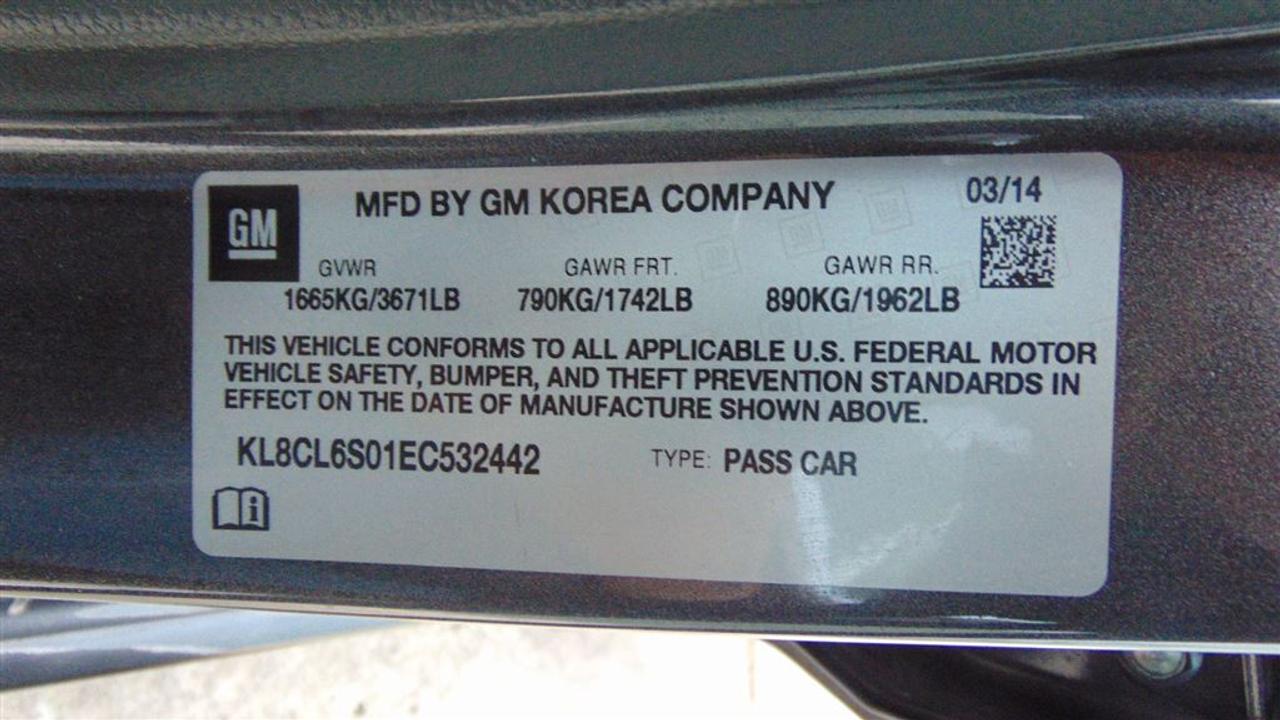 GM
MFD BY GM KOREA COMPANY
03/14
GVWR GAWR FRT. GAWR RR.
1665KG/3671LB 790KG/1742LB 890KG/1962LB
THIS VEHICLE CONFORMS TO ALL APPLICABLE U.S. FEDERAL MOTOR
VEHICLE SAFETY, BUMPER, AND THEFT PREVENTION STANDARDS IN
EFFECT ON THE DATE OF MANUFACTURE SHOWN ABOVE.
KL8CL6S01EC532442 TYPE: PASS CAR